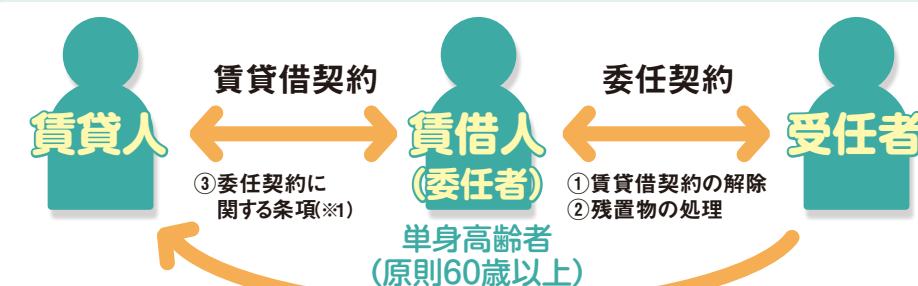 賃貸借契約
委任契約
賃貸人
賃借人
(委任者)
受任者
③委任契約に
関する条項(※1)
①賃貸借契約の解除
②残置物の処理
単身高齢者
(原則60歳以上)